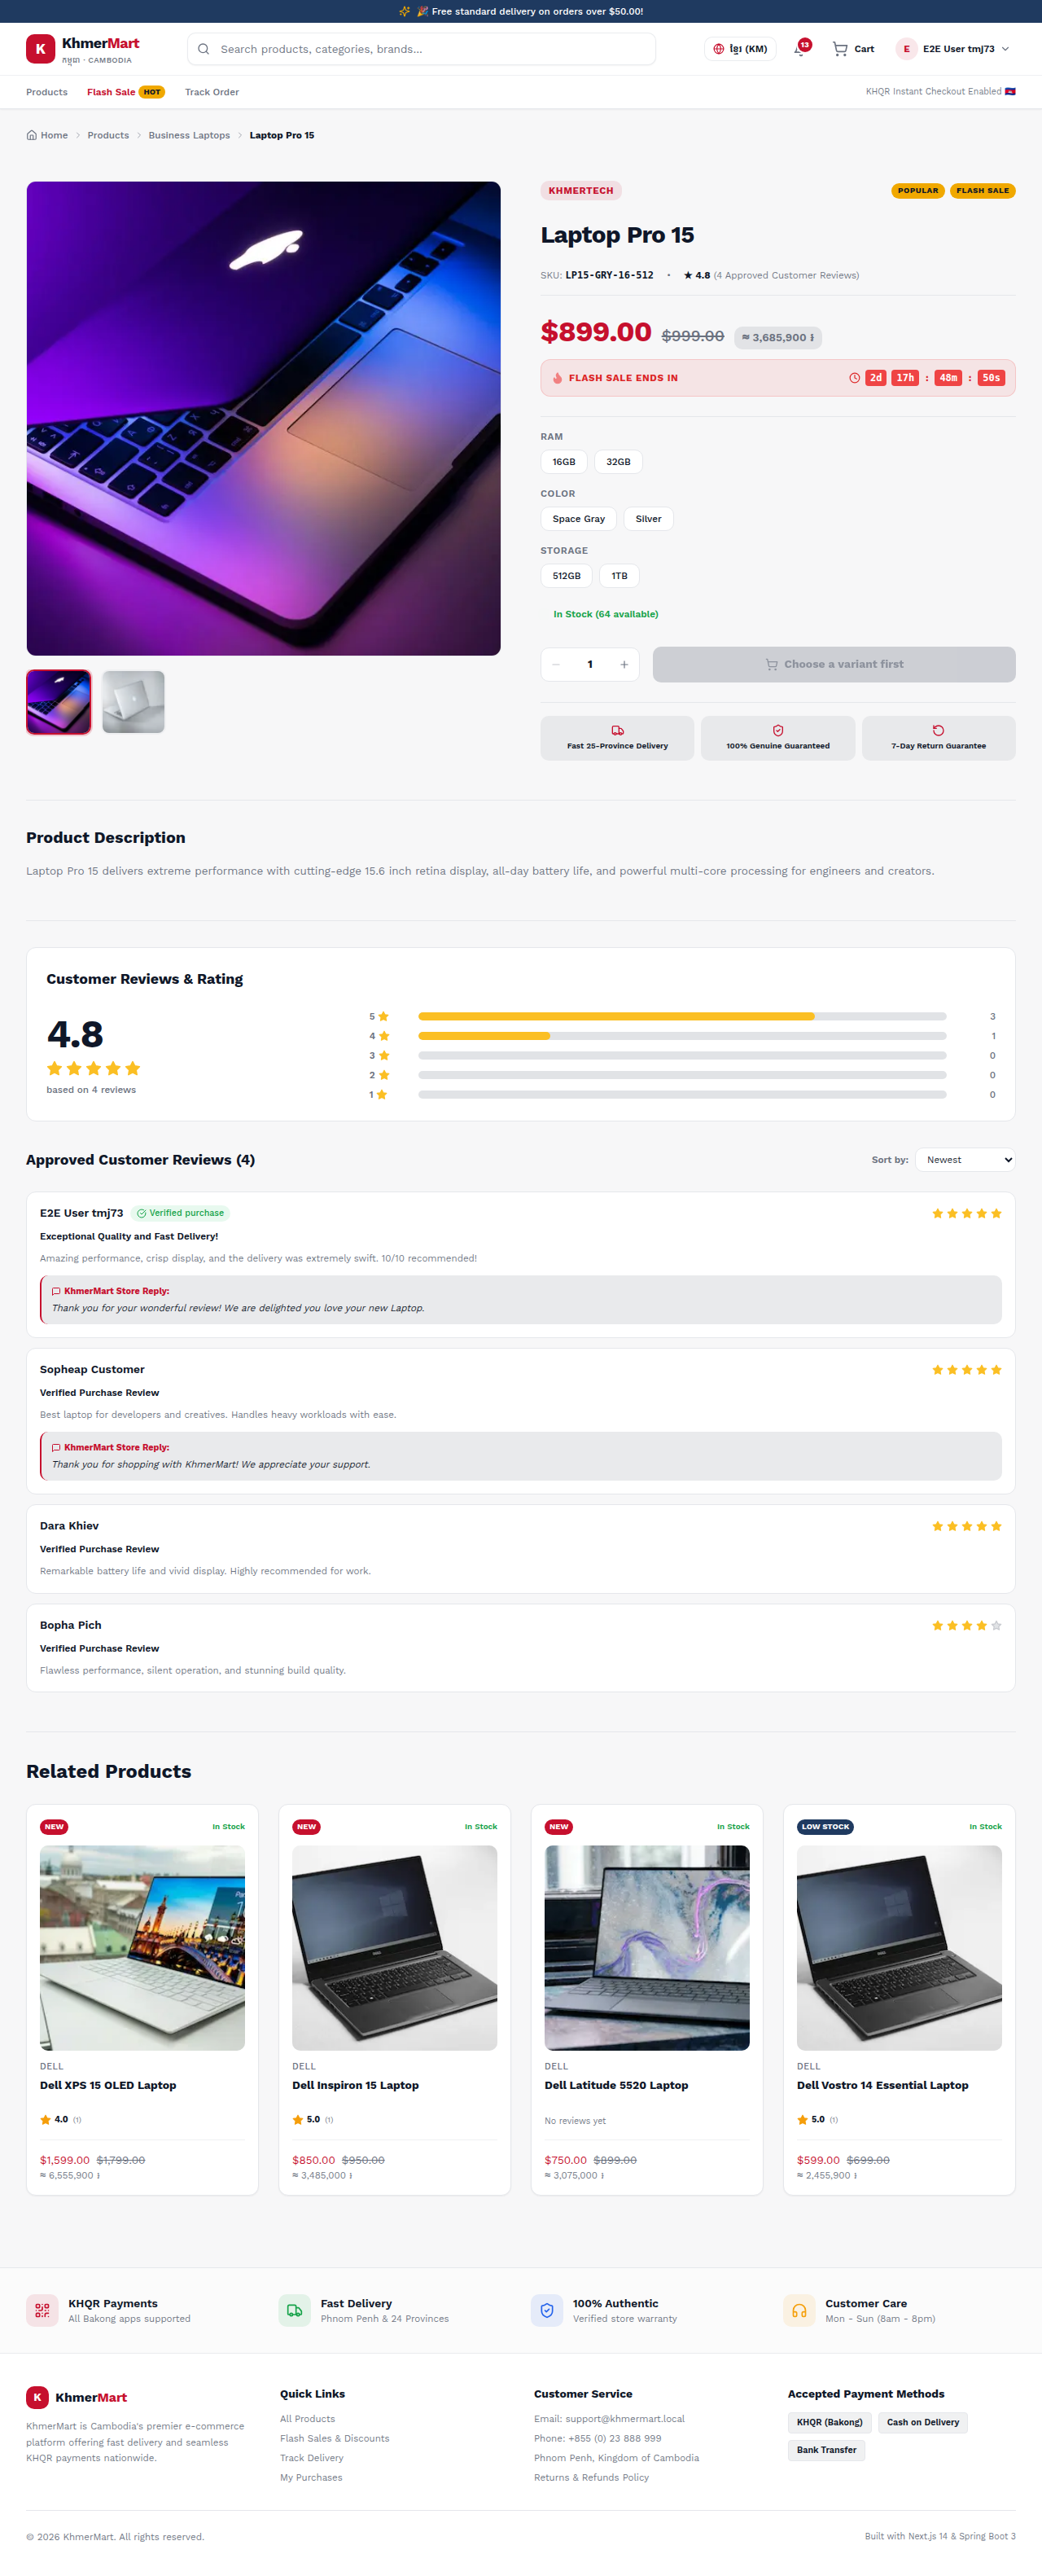 🎉 Free standard delivery on orders over $50.00!
K KhmerMart
កម្ពុជា · CAMBODIA
Search products, categories, brands...
ខ្មែរ (KM)
13
Cart
E E2E User tmj73
Products
Flash Sale HOT
Track Order
KHQR Instant Checkout Enabled 🇰🇭
Home > Products > Business Laptops > Laptop Pro 15
KHMERTECH
POPULAR
FLASH SALE
Laptop Pro 15
SKU: LP15-GRY-16-512 • ★ 4.8 (4 Approved Customer Reviews)
$899.00 $999.00 ≈ 3,685,900 ៛
FLASH SALE ENDS IN
2d 17h : 48m : 50s
RAM
16GB 32GB
COLOR
Space Gray Silver
STORAGE
512GB 1TB
In Stock (64 available)
− 1 +
Choose a variant first
Fast 25-Province Delivery
100% Genuine Guaranteed
7-Day Return Guarantee
Product Description
Laptop Pro 15 delivers extreme performance with cutting-edge 15.6 inch retina display, all-day battery life, and powerful multi-core processing for engineers and creators.
Customer Reviews & Rating
4.8
based on 4 reviews
5 3
4 1
3 0
2 0
1 0
Approved Customer Reviews (4)
Sort by: Newest
E2E User tmj73 Verified purchase
Exceptional Quality and Fast Delivery!
Amazing performance, crisp display, and the delivery was extremely swift. 10/10 recommended!
KhmerMart Store Reply:
Thank you for your wonderful review! We are delighted you love your new Laptop.
Sopheap Customer
Verified Purchase Review
Best laptop for developers and creatives. Handles heavy workloads with ease.
KhmerMart Store Reply:
Thank you for shopping with KhmerMart! We appreciate your support.
Dara Khiev
Verified Purchase Review
Remarkable battery life and vivid display. Highly recommended for work.
Bopha Pich
Verified Purchase Review
Flawless performance, silent operation, and stunning build quality.
Related Products
NEW In Stock
DELL
Dell XPS 15 OLED Laptop
4.0 (1)
$1,599.00 $1,799.00
≈ 6,555,900 ៛
NEW In Stock
DELL
Dell Inspiron 15 Laptop
5.0 (1)
$850.00 $950.00
≈ 3,485,000 ៛
NEW In Stock
DELL
Dell Latitude 5520 Laptop
No reviews yet
$750.00 $899.00
≈ 3,075,000 ៛
LOW STOCK In Stock
DELL
Dell Vostro 14 Essential Laptop
5.0 (1)
$599.00 $699.00
≈ 2,455,900 ៛
KHQR Payments
All Bakong apps supported
Fast Delivery
Phnom Penh & 24 Provinces
100% Authentic
Verified store warranty
Customer Care
Mon - Sun (8am - 8pm)
K KhmerMart
KhmerMart is Cambodia's premier e-commerce
platform offering fast delivery and seamless
KHQR payments nationwide.
Quick Links
All Products
Flash Sales & Discounts
Track Delivery
My Purchases
Customer Service
Email: support@khmermart.local
Phone: +855 (0) 23 888 999
Phnom Penh, Kingdom of Cambodia
Returns & Refunds Policy
Accepted Payment Methods
KHQR (Bakong)
Cash on Delivery
Bank Transfer
© 2026 KhmerMart. All rights reserved.
Built with Next.js 14 & Spring Boot 3